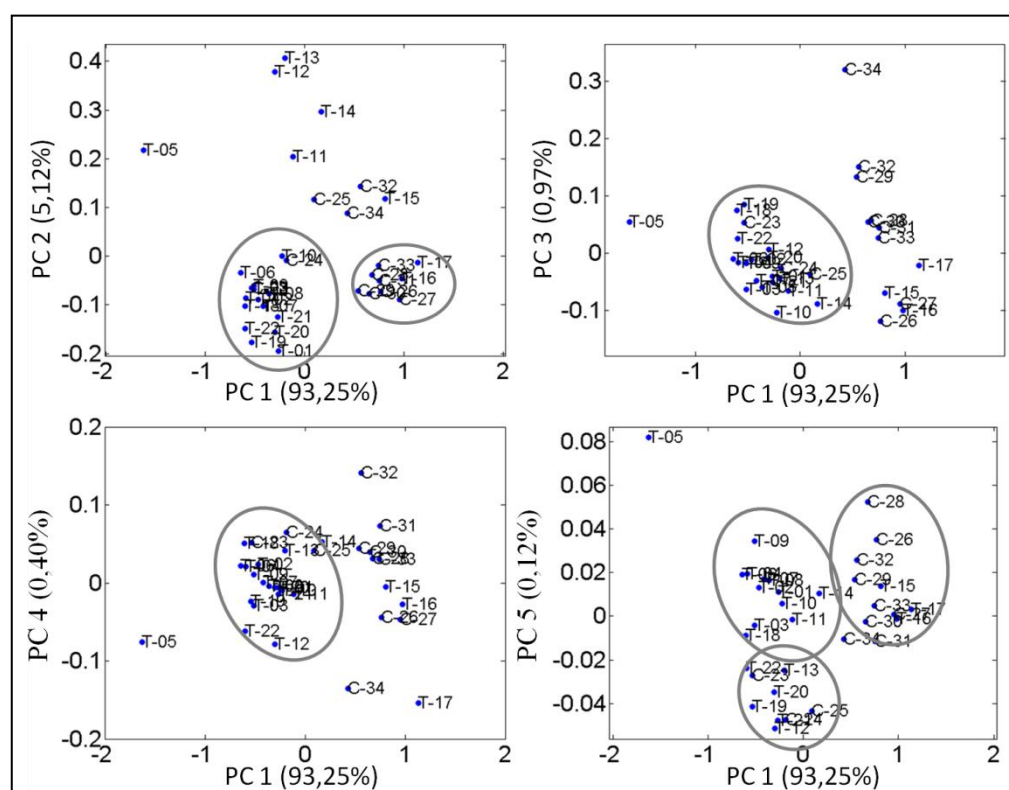 PC 2 (5,12%)
0.4
0.3
0.2
0.1
0
-0.1
-0.2
T-13
T-12
T-14
T-05
T-11
C-32
C-25
T-15
C-34
T-10
C-24
C-33
T-17
T-06
C-27
T-21
T-22
T-20
T-19
T-01
-2 -1 0 1 2
PC 1 (93,25%)
PC 3 (0,97%)
0.3
0.2
0.1
0
-0.1
C-34
C-32
C-29
T-19
T-18
T-05
C-23
C-31
T-22
C-33
T-12
T-17
C-25
T-15
T-11
T-14
C-27
T-10
T-16
C-26
-1 0 1
PC 1 (93,25%)
PC 4 (0,40%)
0.2
0.1
0
-0.1
-0.2
C-32
C-31
C-24
T-14
C-25
T-15
T-16
T-03
C-26
C-27
T-22
T-05
T-12
C-34
T-17
-2 -1 0 1 2
PC 1 (93,25%)
PC 5 (0,12%)
0.08
0.06
0.04
0.02
0
-0.02
-0.04
T-05
C-28
T-09
C-26
C-32
C-29
T-15
T-14
T-10
C-33
T-17
T-11
T-03
C-30
T-18
C-34
C-31
T-22
T-13
C-23
T-20
T-19
C-25
T-12
-2 -1 0 1 2
PC 1 (93,25%)